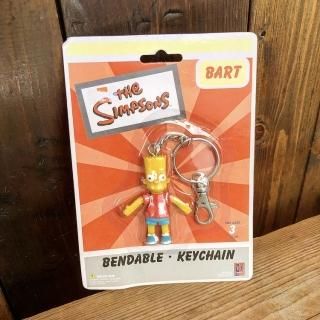 BART
THE
SIMPSONS
3
BENDABLE • KEYCHAIN